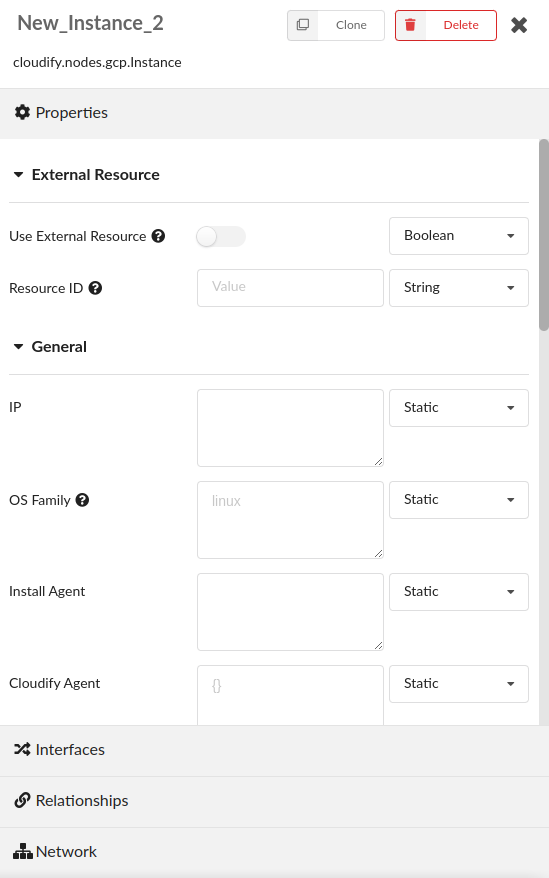 New_Instance_2
Clone
Delete
cloudify.nodes.gcp.Instance
Properties
External Resource
Use External Resource
Boolean
Resource ID
Value
String
General
IP
Static
OS Family
linux
Static
Install Agent
Static
Cloudify Agent
{}
Static
Interfaces
Relationships
Network